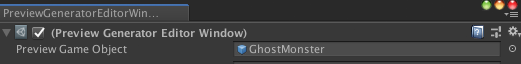 PreviewGeneratorEditorWin...
(Preview Generator Editor Window)
Preview Game Object GhostMonster